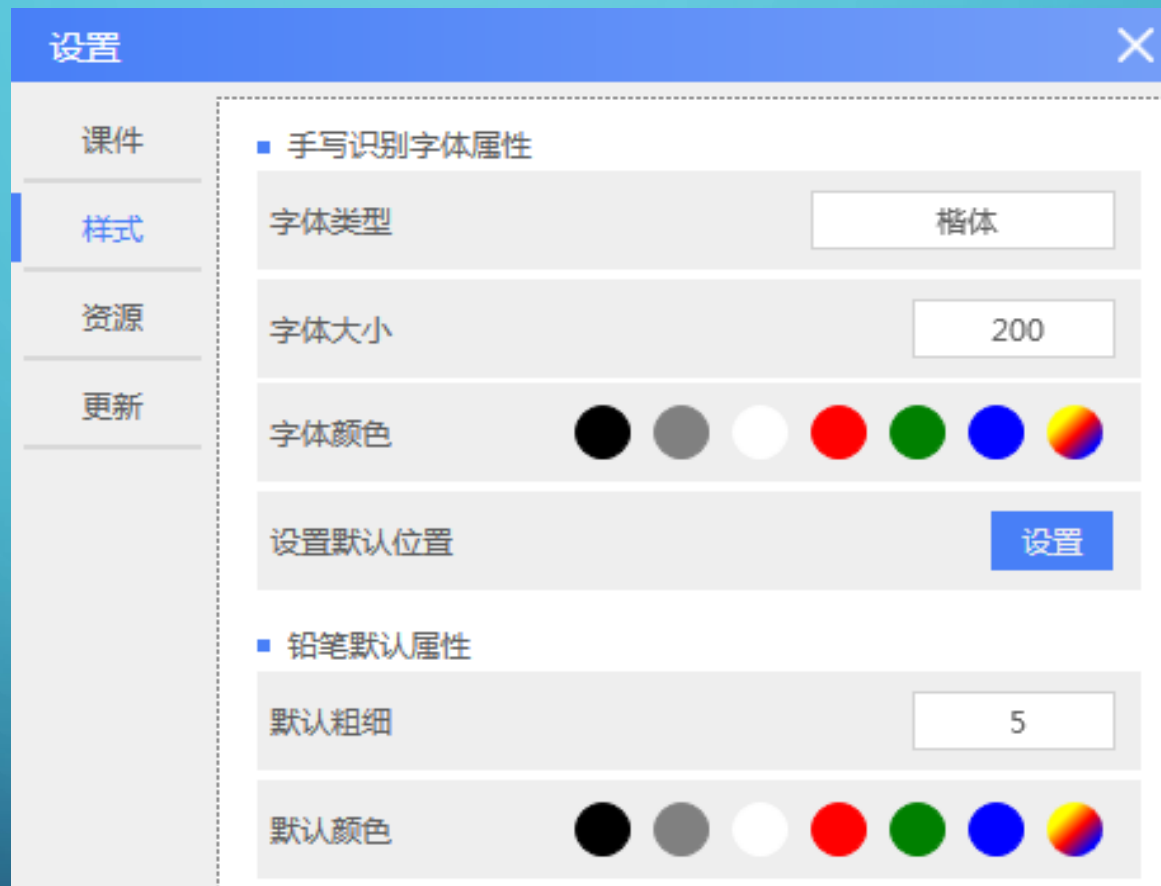 设置
课件
样式
资源
更新
手写识别字体属性
字体类型 楷体
字体大小 200
字体颜色
设置默认位置 设置
铅笔默认属性
默认粗细 5
默认颜色